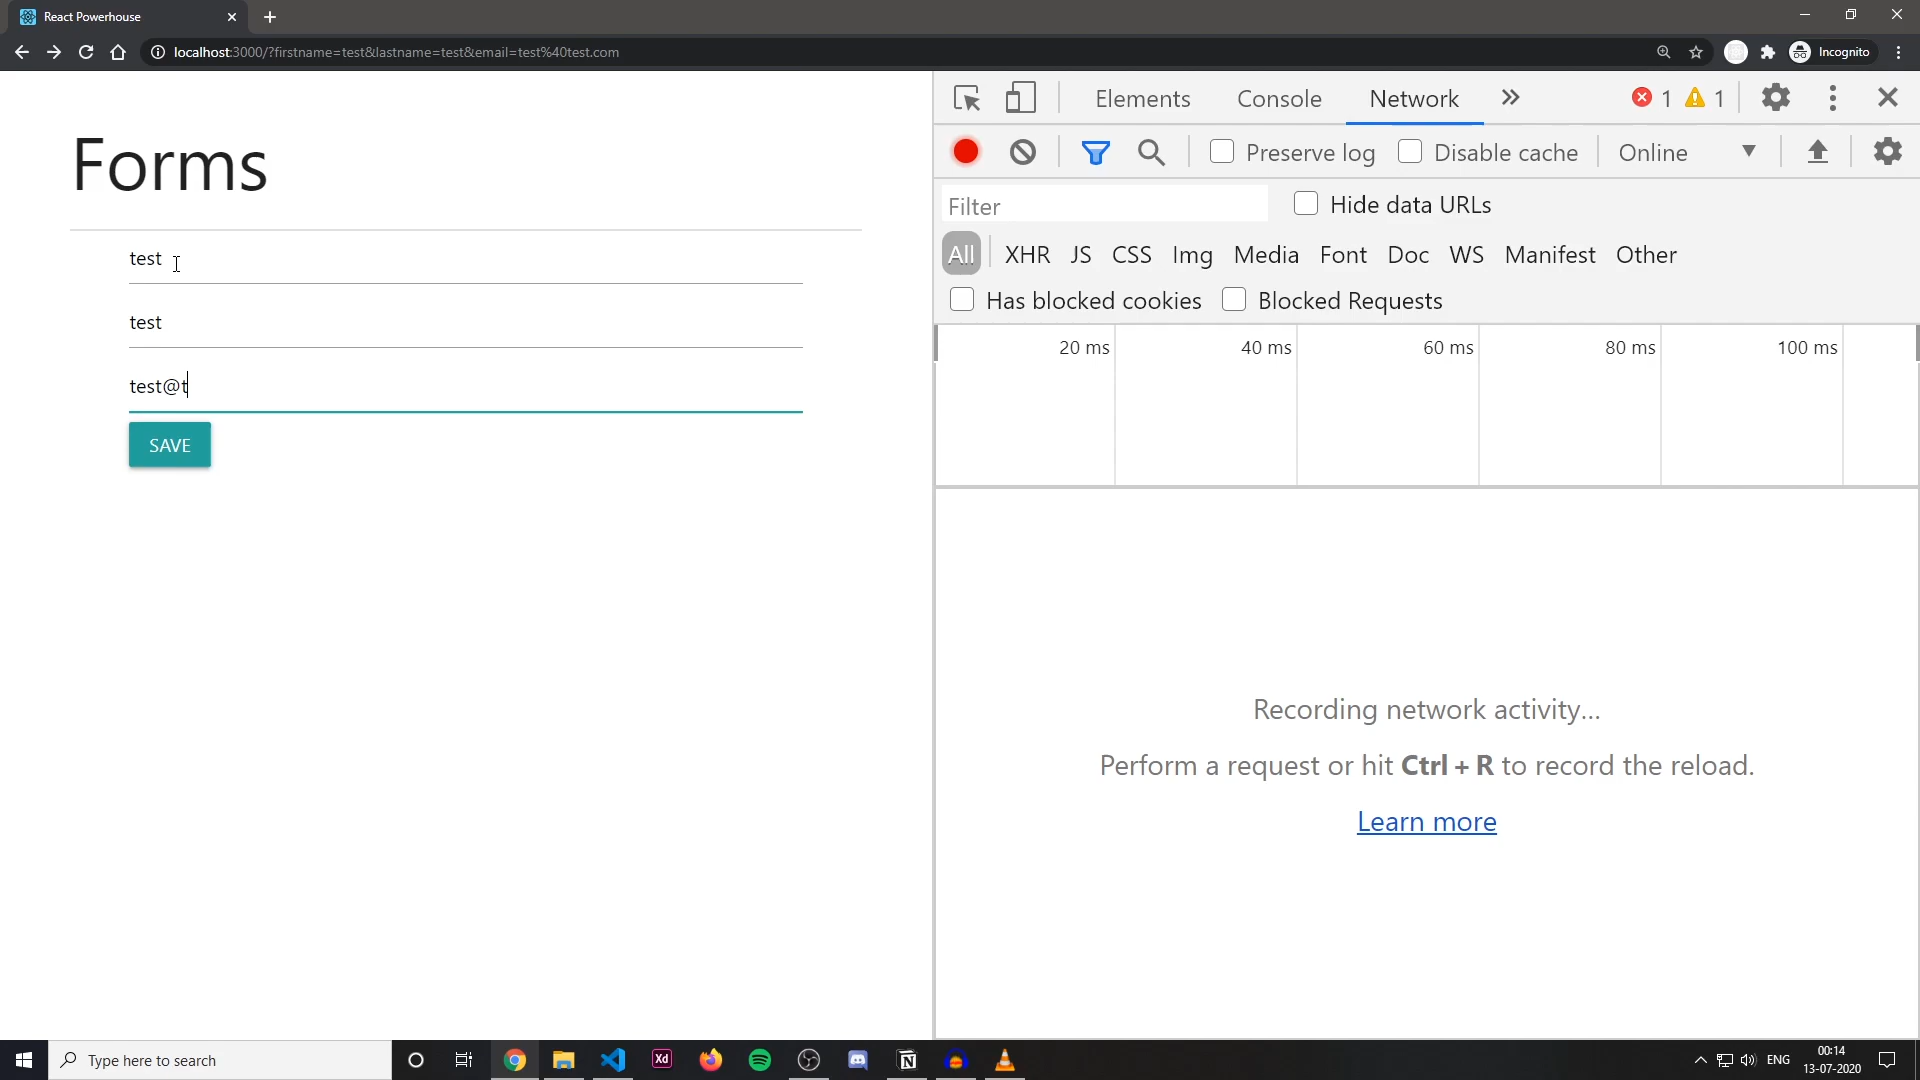 React Powerhouse
localhost:3000/?firstname=test&lastname=test&email=test%40test.com
Incognito
Forms
test
test
test@t
SAVE
Elements Console Network 1 1
Preserve log Disable cache Online
Filter Hide data URLs
All XHR JS CSS Img Media Font Doc WS Manifest Other
Has blocked cookies Blocked Requests
20 ms 40 ms 60 ms 80 ms 100 ms
Recording network activity...
Perform a request or hit Ctrl + R to record the reload.
Learn more
Type here to search
Xd
N
ENG
00:14
13-07-2020